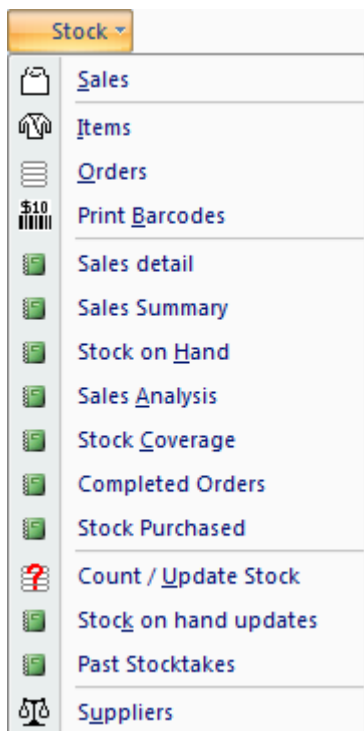 Stock
Sales
Items
Orders
$10
Print Barcodes
Sales detail
Sales Summary
Stock on Hand
Sales Analysis
Stock Coverage
Completed Orders
Stock Purchased
?
Count / Update Stock
Stock on hand updates
Past Stocktakes
Suppliers